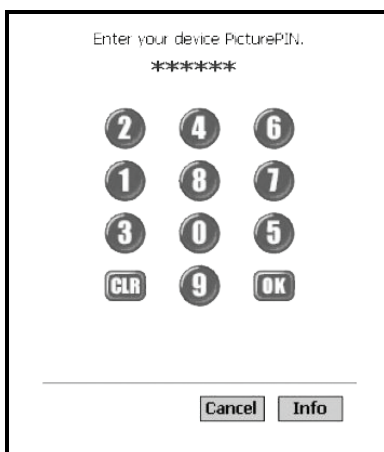 Enter your device PicturePIN.
******
2 4 6
1 8 7
3 0 5
CLR 9 OK
Cancel Info